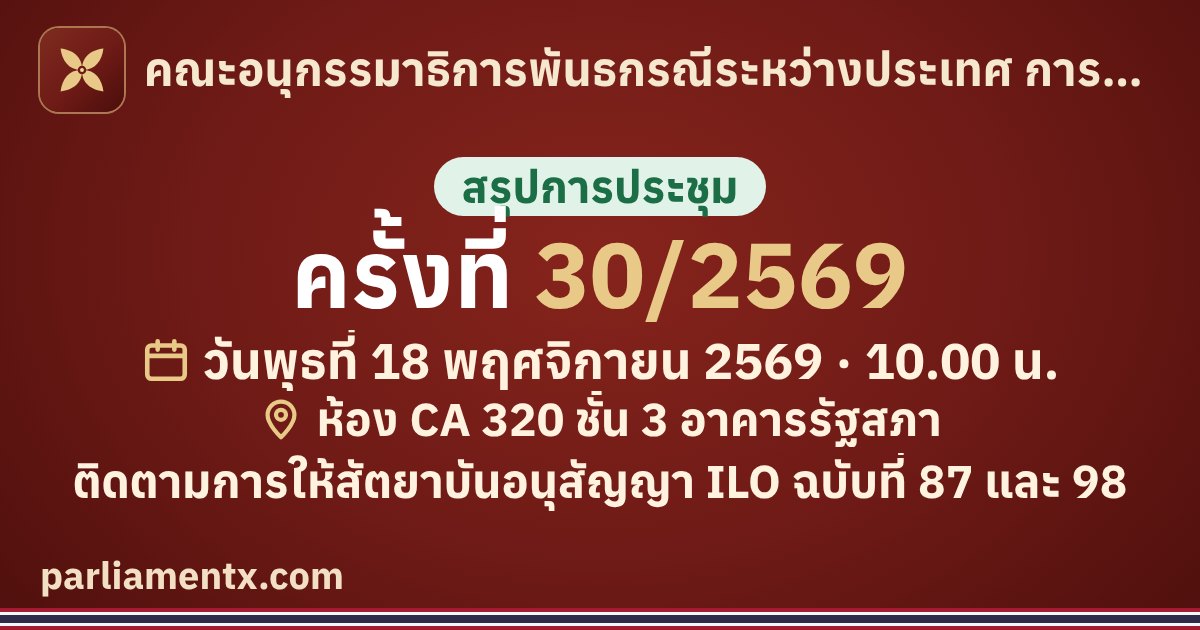 คณะอนุกรรมาธิการพันธกรณีระหว่างประเทศ การ...
สรุปการประชุม
ครั้งที่ 30/2569
วันพุธที่ 18 พฤศจิกายน 2569 · 10.00 น.
ห้อง CA 320 ชั้น 3 อาคารรัฐสภา
ติดตามการให้สัตยาบันอนุสัญญา ILO ฉบับที่ 87 และ 98
parliamentx.com